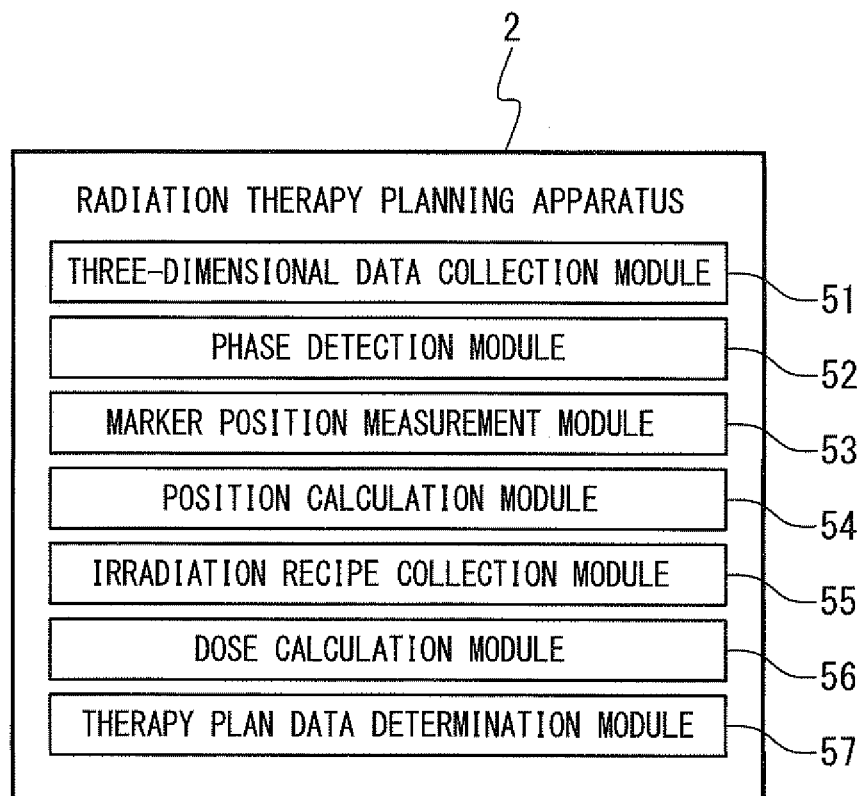 2
RADIATION THERAPY PLANNING APPARATUS
THREE-DIMENSIONAL DATA COLLECTION MODULE
51
PHASE DETECTION MODULE
52
MARKER POSITION MEASUREMENT MODULE
53
POSITION CALCULATION MODULE
54
IRRADIATION RECIPE COLLECTION MODULE
55
DOSE CALCULATION MODULE
56
THERAPY PLAN DATA DETERMINATION MODULE
57